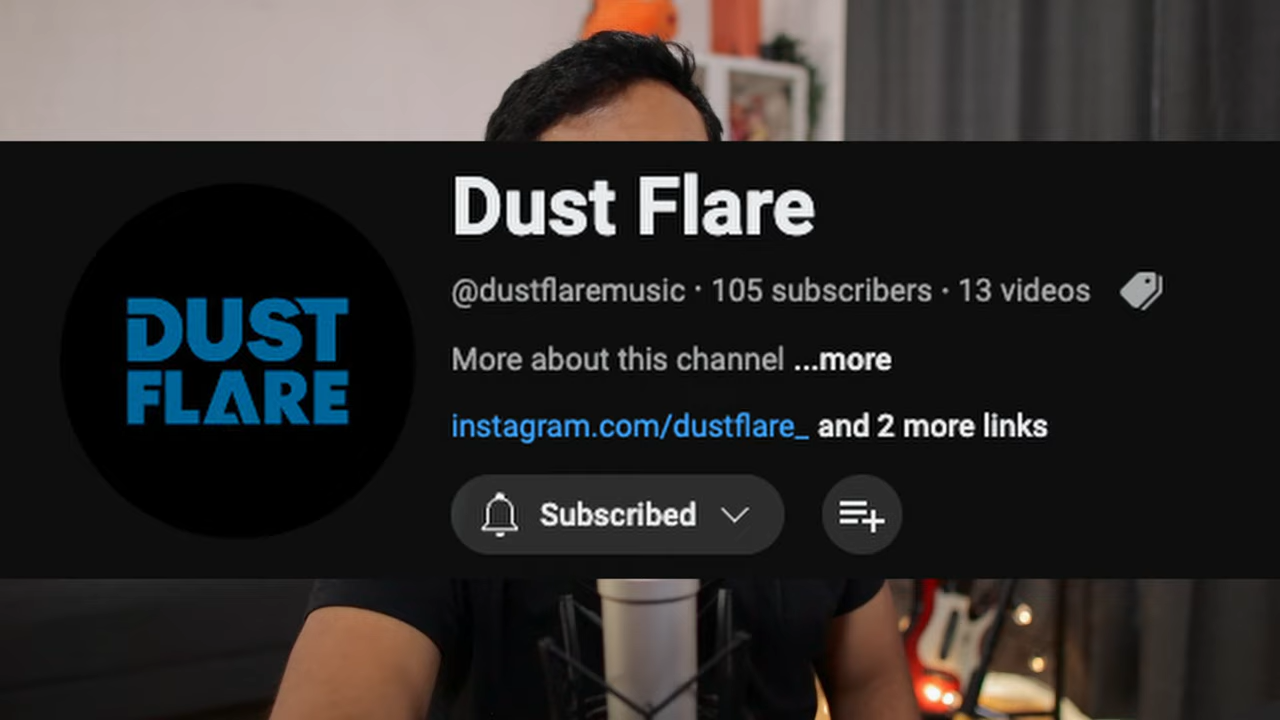 DUST
FLARE
Dust Flare
@dustflaremusic · 105 subscribers · 13 videos
More about this channel ...more
instagram.com/dustflare_ and 2 more links
Subscribed